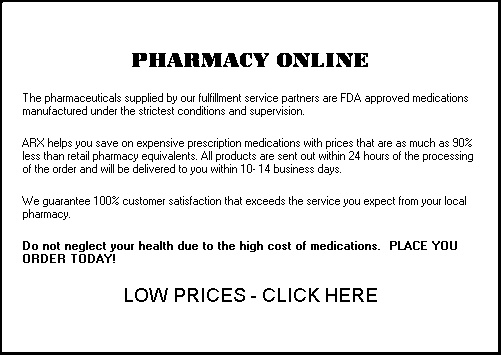 PHARMACY ONLINE
The pharmaceuticals supplied by our fulfillment service partners are FDA approved medications
manufactured under the strictest conditions and supervision.
ARX helps you save on expensive prescription medications with prices that are as much as 90%
less than retail pharmacy equivalents. All products are sent out within 24 hours of the processing
of the order and will be delivered to you within 10- 14 business days.
We guarantee 100% customer satisfaction that exceeds the service you expect from your local
pharmacy.
Do not neglect your health due to the high cost of medications.  PLACE YOU
ORDER TODAY!
LOW PRICES - CLICK HERE